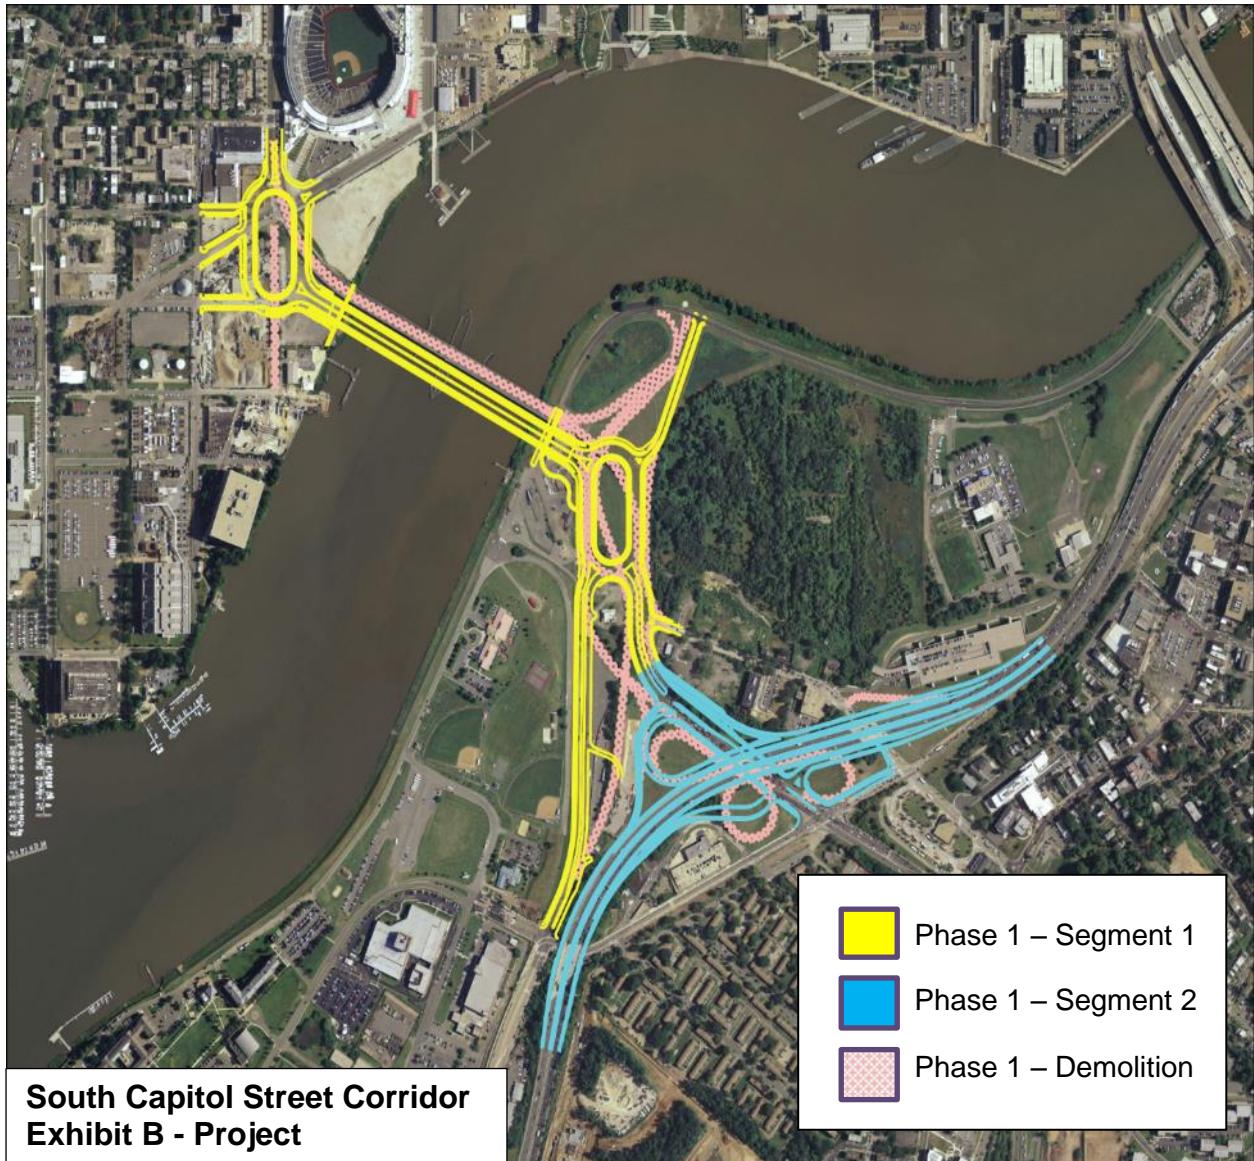 Phase 1 – Segment 1
Phase 1 – Segment 2
Phase 1 – Demolition
South Capitol Street Corridor
Exhibit B - Project